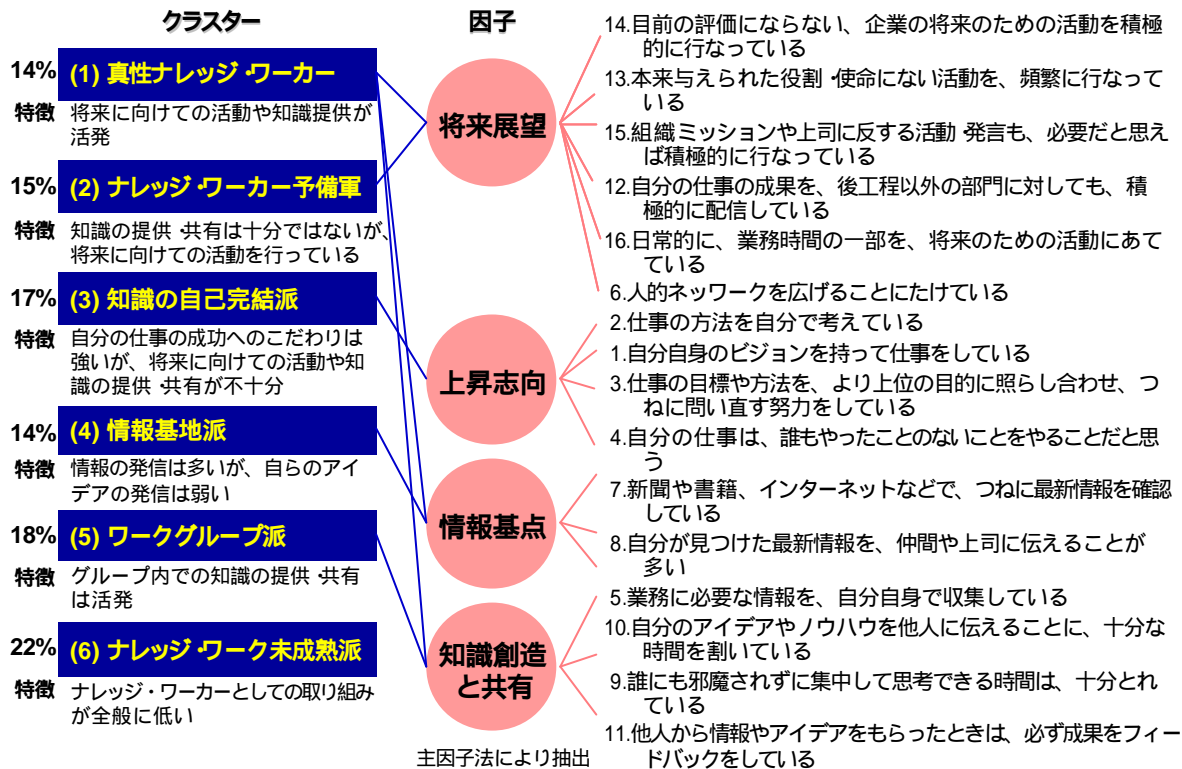 クラスター
14% (1) 真性ナレッジ・ワーカー
特徴 将来に向けての活動や知識提供が
活発
15% (2) ナレッジ・ワーカー予備軍
特徴 知識の提供・共有は十分ではないが、
将来に向けての活動を行っている
17% (3) 知識の自己完結派
特徴 自分の仕事の成功へのこだわりは
強いが、将来に向けての活動や知
識の提供・共有が不十分
14% (4) 情報基地派
特徴 情報の発信は多いが、自らのアイ
デアの発信は弱い
18% (5) ワークグループ派
特徴 グループ内での知識の提供・共有
は活発
22% (6) ナレッジ・ワーク未成熟派
特徴 ナレッジ・ワーカーとしての取り組み
が全般に低い
因子
将来展望
上昇志向
情報基点
知識創造
と共有
主因子法により抽出
14.目前の評価にならない、企業の将来のための活動を積極
的に行なっている
13.本来与えられた役割・使命にない活動を、頻繁に行なって
いる
15.組織ミッションや上司に反する活動・発言も、必要だと思え
ば積極的に行なっている
12.自分の仕事の成果を、後工程以外の部門に対しても、積
極的に配信している
16.日常的に、業務時間の一部を、将来のための活動にあて
ている
6.人的ネッワークを広げることにたけている
2.仕事の方法を自分で考えている
1.自分自身のビジョンを持って仕事をしている
3.仕事の目標や方法を、より上位の目的に照らし合わせ、つ
ねに問い直す努力をしている
4.自分の仕事は、誰もやったことのないことをやることだと思
う
7.新聞や書籍、インターネットなどで、つねに最新情報を確認
している
8.自分が見つけた最新情報を、仲間や上司に伝えることが
多い
5.業務に必要な情報を、自分自身で収集している
10.自分のアイデアやノウハウを他人に伝えることに、十分な
時間を割いている
9.誰にも邪魔されずに集中して思考できる時間は、十分とれ
ている
11.他人から情報やアイデアをもらったときは、必ず成果をフィー
ドバックをしている